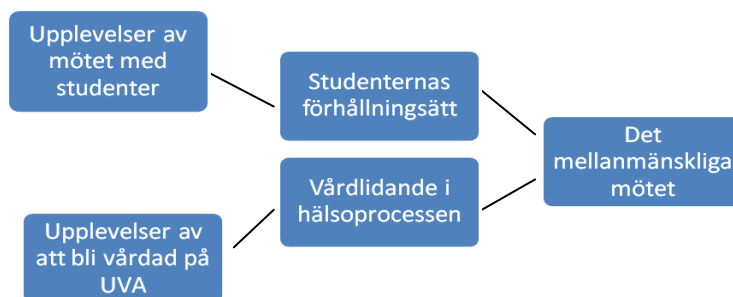 Upplevelser av
mötet med
studenter
Studenternas
förhållningsätt
Det
mellanmänskliga
mötet
Vårdlidande i
hälsoprocessen
Upplevelser av
att bli vårdad på
UVA